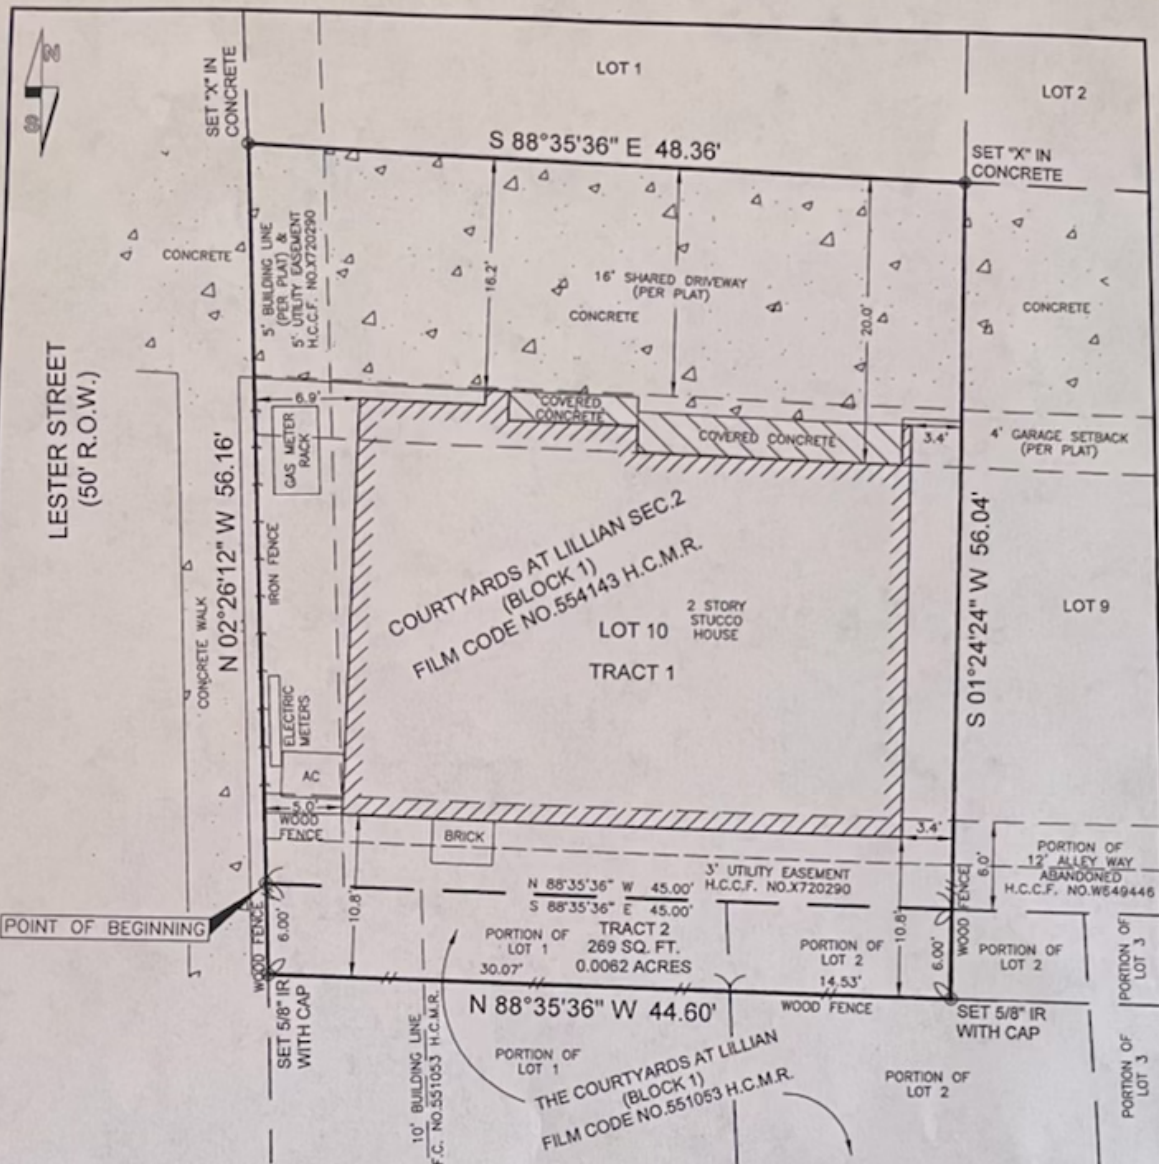 N
S
SET "X" IN
CONCRETE
LOT 1
LOT 2
S 88°35'36" E 48.36'
SET "X" IN
CONCRETE
CONCRETE
5' BUILDING LINE
(PER PLAT) &
5' UTILITY EASEMENT
H.C.C.F. NO.X720290
16.2'
16' SHARED DRIVEWAY
(PER PLAT)
CONCRETE
20.0'
CONCRETE
LESTER STREET
(50' R.O.W.)
6.9'
GAS METER
RACK
COVERED
CONCRETE
COVERED CONCRETE
3.4'
4' GARAGE SETBACK
(PER PLAT)
N 02°26'12" W 56.16'
IRON FENCE
CONCRETE WALK
COURTYARDS AT LILLIAN SEC.2
(BLOCK 1)
FILM CODE NO.554143 H.C.M.R.
LOT 10
TRACT 1
2 STORY
STUCCO
HOUSE
S 01°24'24" W 56.04'
LOT 9
ELECTRIC
METERS
AC
5.0'
WOOD
FENCE
BRICK
3.4'
3' UTILITY EASEMENT
H.C.C.F. NO.X720290
6.0'
PORTION OF
12' ALLEY WAY
ABANDONED
H.C.C.F. NO.W649446
POINT OF BEGINNING
WOOD FENCE
6.00'
10.8'
N 88°35'36" W 45.00'
S 88°35'36" E 45.00'
PORTION OF
LOT 1
TRACT 2
269 SQ. FT.
0.0062 ACRES
30.07'
PORTION OF
LOT 2
14.53'
10.8'
6.00'
WOOD FENCE
PORTION OF
LOT 2
PORTION OF
LOT 3
N 88°35'36" W 44.60'
WOOD FENCE
SET 5/8" IR
WITH CAP
SET 5/8" IR
WITH CAP
10' BUILDING LINE
F.C. NO.551053 H.C.M.R.
PORTION OF
LOT 1
THE COURTYARDS AT LILLIAN
(BLOCK 1)
FILM CODE NO.551053 H.C.M.R.
PORTION OF
LOT 2
PORTION OF
LOT 3